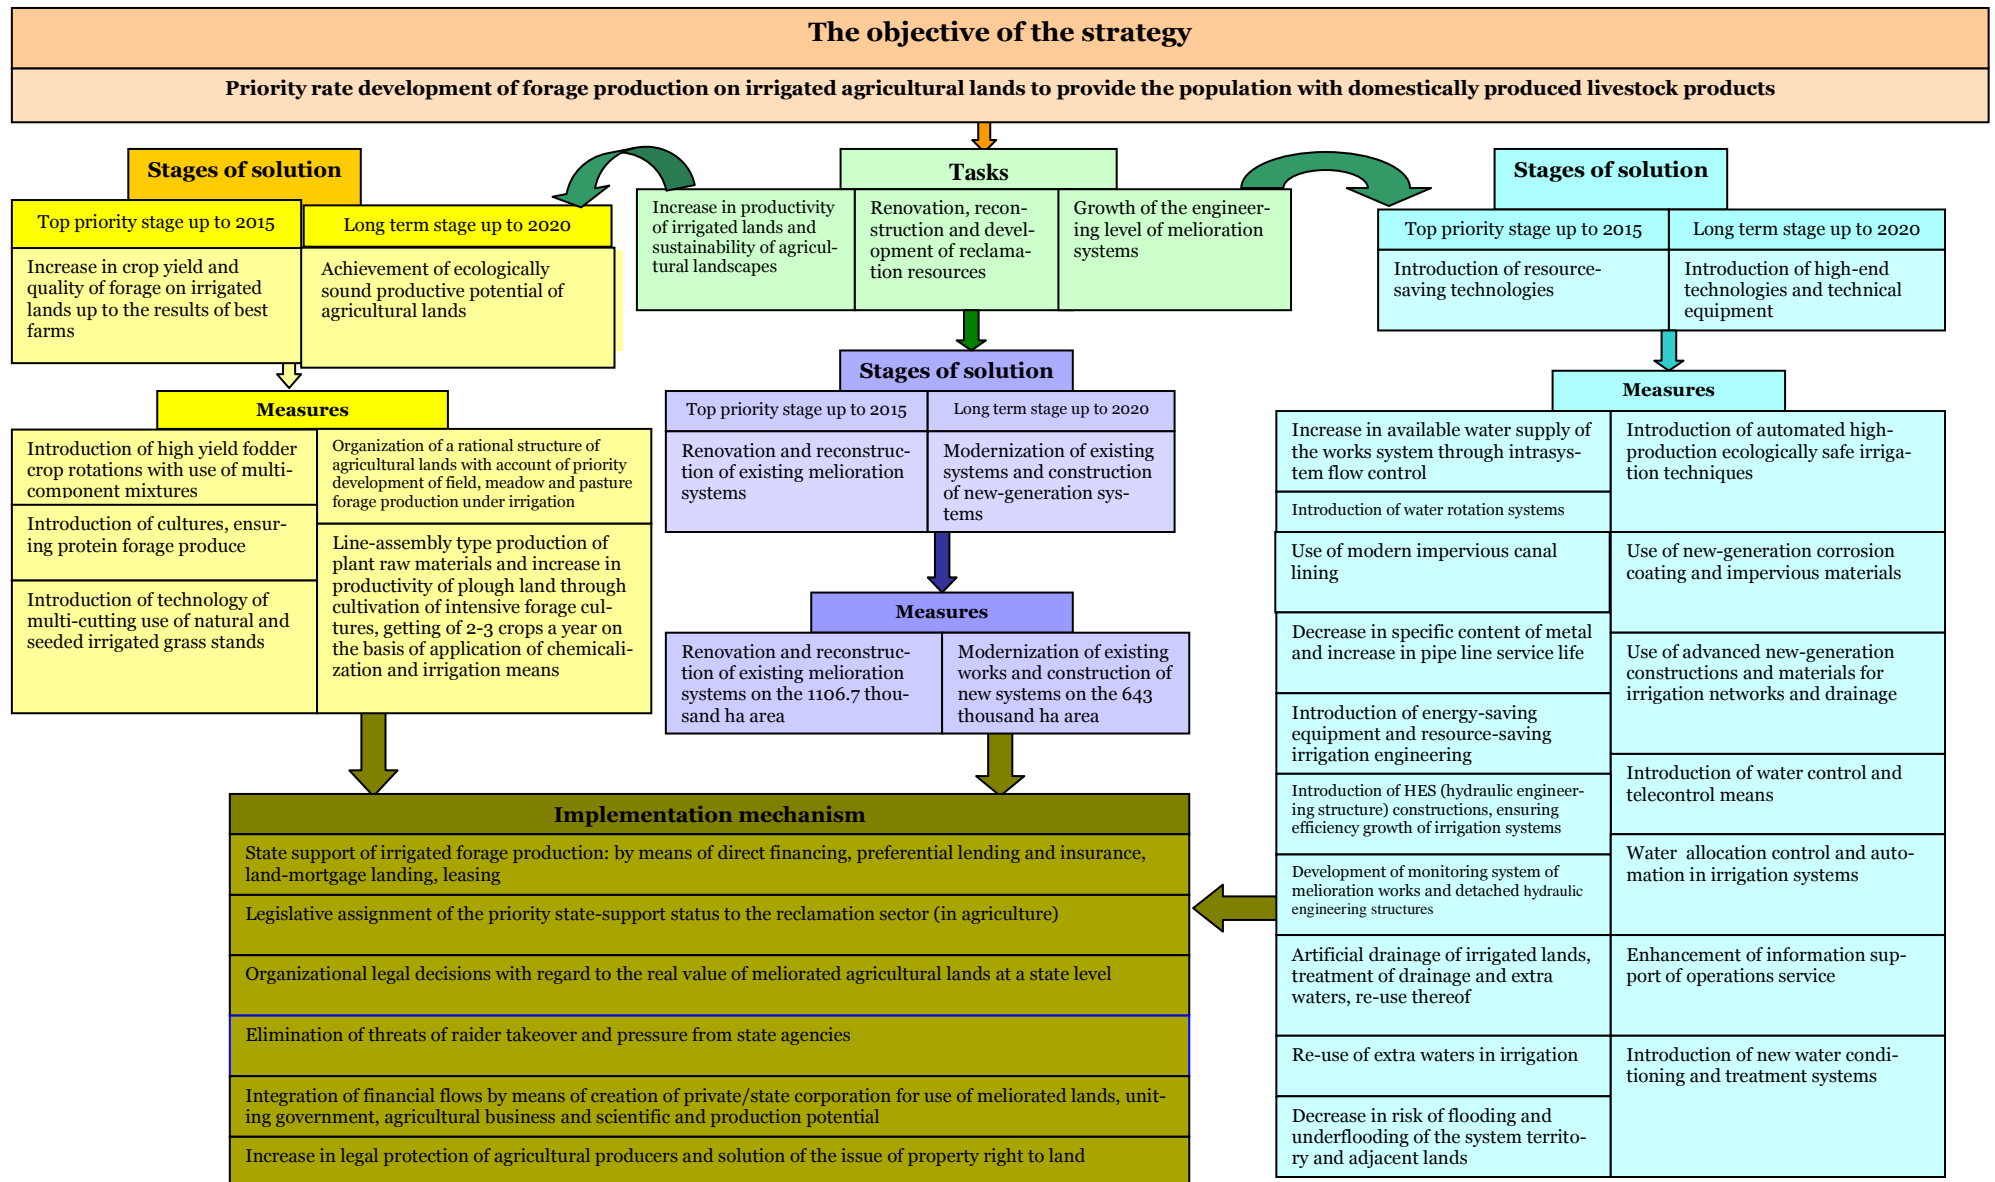 The objective of the strategy
Priority rate development of forage production on irrigated agricultural lands to provide the population with domestically produced livestock products
Stages of solution
Top priority stage up to 2015
Long term stage up to 2020
Increase in crop yield and
quality of forage on irrigated
lands up to the results of best
farms
Achievement of ecologically
sound productive potential of
agricultural lands
Measures
Introduction of high yield fodder
crop rotations with use of multi-
component mixtures
Introduction of cultures, ensur-
ing protein forage produce
Introduction of technology of
multi-cutting use of natural and
seeded irrigated grass stands
Organization of a rational structure of
agricultural lands with account of priority
development of field, meadow and pasture
forage production under irrigation
Line-assembly type production of
plant raw materials and increase in
productivity of plough land through
cultivation of intensive forage cul-
tures, getting of 2-3 crops a year on
the basis of application of chemicali-
zation and irrigation means
Tasks
Increase in productivity
of irrigated lands and
sustainability of agricul-
tural landscapes
Renovation, recon-
struction and devel-
opment of reclama-
tion resources
Growth of the engineer-
ing level of melioration
systems
Stages of solution
Top priority stage up to 2015
Long term stage up to 2020
Renovation and reconstruc-
tion of existing melioration
systems
Modernization of existing
systems and construction
of new-generation sys-
tems
Measures
Renovation and reconstruc-
tion of existing melioration
systems on the 1106.7 thou-
sand ha area
Modernization of existing
works and construction of
new systems on the 643
thousand ha area
Stages of solution
Top priority stage up to 2015
Long term stage up to 2020
Introduction of resource-
saving technologies
Introduction of high-end
technologies and technical
equipment
Measures
Increase in available water supply of
the works system through intrasys-
tem flow control
Introduction of water rotation systems
Use of modern impervious canal
lining
Decrease in specific content of metal
and increase in pipe line service life
Introduction of energy-saving
equipment and resource-saving
irrigation engineering
Introduction of HES (hydraulic engineer-
ing structure) constructions, ensuring
efficiency growth of irrigation systems
Development of monitoring system of
melioration works and detached hydraulic
engineering structures
Artificial drainage of irrigated lands,
treatment of drainage and extra
waters, re-use thereof
Re-use of extra waters in irrigation
Decrease in risk of flooding and
underflooding of the system territo-
ry and adjacent lands
Introduction of automated high-
production ecologically safe irriga-
tion techniques
Use of new-generation corrosion
coating and impervious materials
Use of advanced new-generation
constructions and materials for
irrigation networks and drainage
Introduction of water control and
telecontrol means
Water allocation control and auto-
mation in irrigation systems
Enhancement of information sup-
port of operations service
Introduction of new water condi-
tioning and treatment systems
Implementation mechanism
State support of irrigated forage production: by means of direct financing, preferential lending and insurance,
land-mortgage landing, leasing
Legislative assignment of the priority state-support status to the reclamation sector (in agriculture)
Organizational legal decisions with regard to the real value of meliorated agricultural lands at a state level
Elimination of threats of raider takeover and pressure from state agencies
Integration of financial flows by means of creation of private/state corporation for use of meliorated lands, unit-
ing government, agricultural business and scientific and production potential
Increase in legal protection of agricultural producers and solution of the issue of property right to land